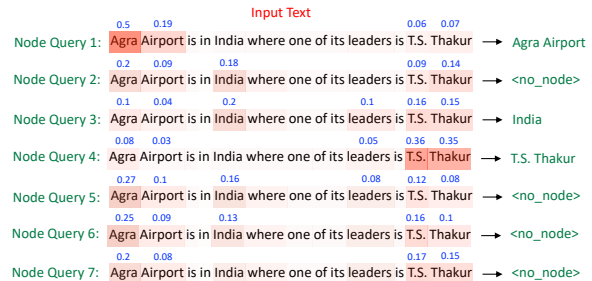 Input Text
0.5 0.19 0.06 0.07
Node Query 1: Agra Airport is in India where one of its leaders is T.S. Thakur → Agra Airport
0.2 0.09 0.18 0.09 0.14
Node Query 2: Agra Airport is in India where one of its leaders is T.S. Thakur → <no_node>
0.1 0.04 0.2 0.1 0.16 0.15
Node Query 3: Agra Airport is in India where one of its leaders is T.S. Thakur → India
0.08 0.03 0.05 0.36 0.35
Node Query 4: Agra Airport is in India where one of its leaders is T.S. Thakur → T.S. Thakur
0.27 0.1 0.16 0.08 0.12 0.08
Node Query 5: Agra Airport is in India where one of its leaders is T.S. Thakur → <no_node>
0.25 0.09 0.13 0.16 0.1
Node Query 6: Agra Airport is in India where one of its leaders is T.S. Thakur → <no_node>
0.2 0.08 0.17 0.15
Node Query 7: Agra Airport is in India where one of its leaders is T.S. Thakur → <no_node>